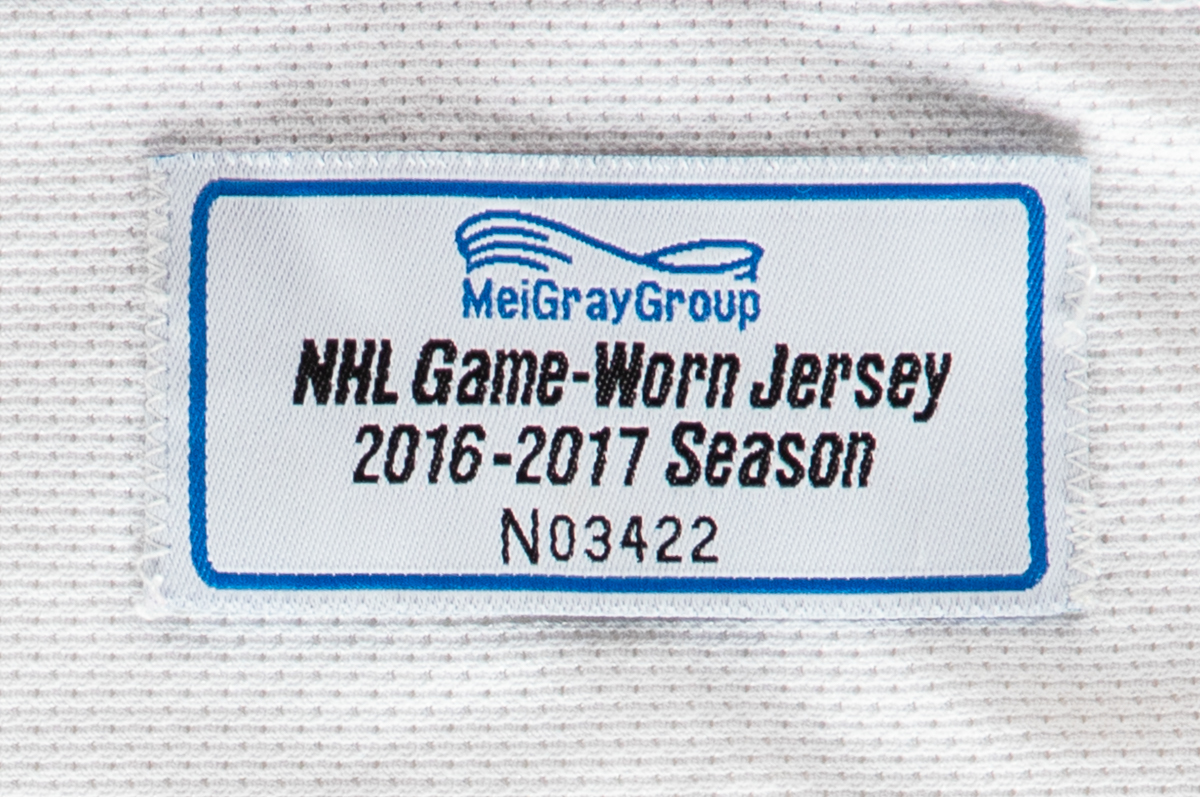 MeiGrayGroup
NHL Game-Worn Jersey
2016-2017 Season
N03422